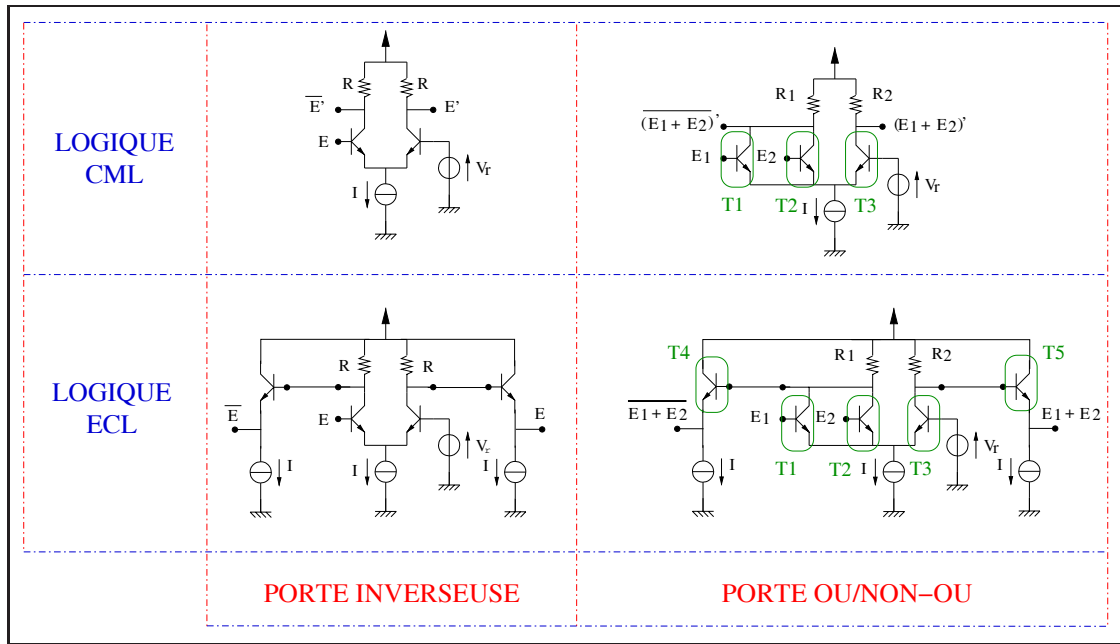 LOGIQUE
CML
R R
E' E'
E
I
Vr
R1 R2
(E1 + E2)' (E1 + E2)'
E1 E2
T1 T2 I T3
Vr
LOGIQUE
ECL
R R
E
E E
I I I
Vr
T4 R1 R2 T5
E1 + E2 E1 E2 E1 + E2
Vr
I T1 T2 I T3 I
PORTE INVERSEUSE
PORTE OU/NON–OU